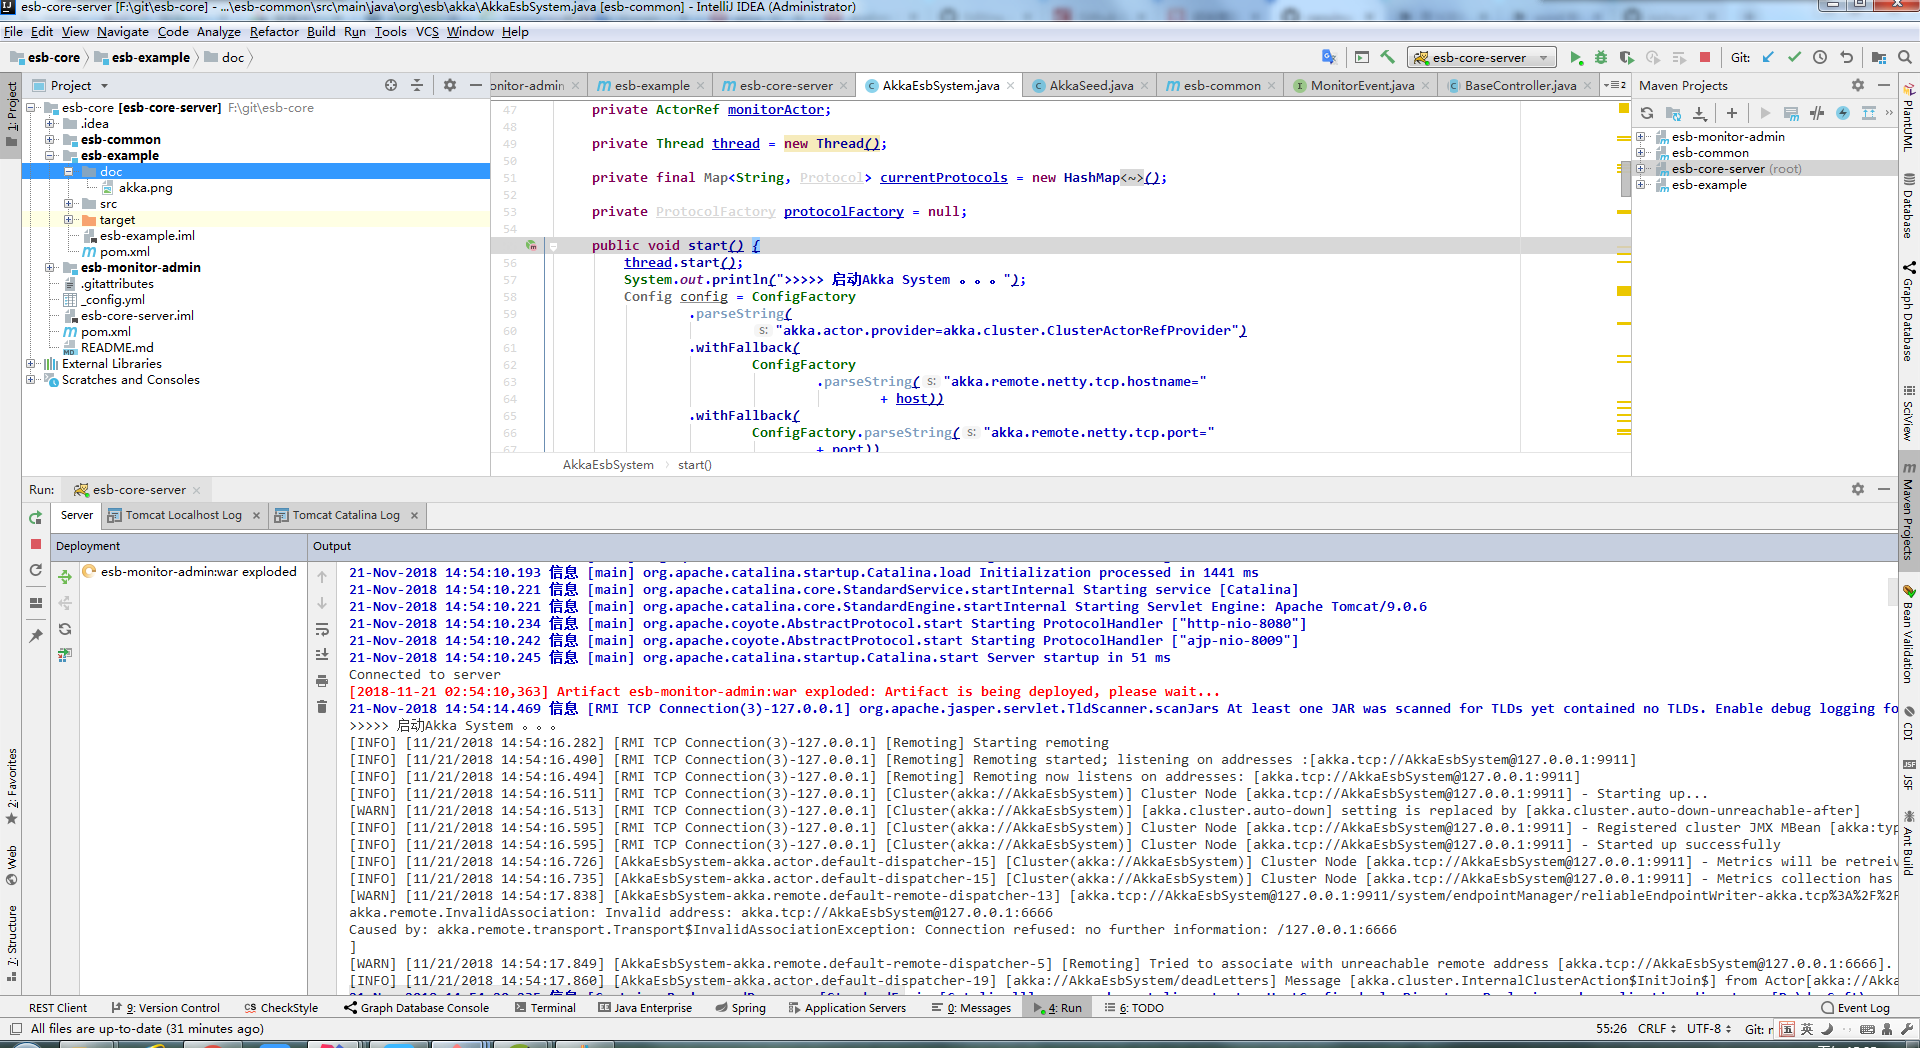 esb-core-server [F:\git\esb-core] - ...\esb-common\src\main\java\org\esb\akka\AkkaEsbSystem.java [esb-common] - IntelliJ IDEA (Administrator)
File Edit View Navigate Code Analyze Refactor Build Run Tools VCS Window Help
esb-core esb-example doc
esb-core-server
Git:
1: Project
Project
onitor-admin esb-example esb-core-server AkkaEsbSystem.java AkkaSeed.java esb-common MonitorEvent.java BaseController.java
Maven Projects
esb-core [esb-core-server] F:\git\esb-core
.idea
esb-common
esb-example
doc
akka.png
src
target
esb-example.iml
pom.xml
esb-monitor-admin
.gitattributes
_config.yml
esb-core-server.iml
pom.xml
README.md
External Libraries
Scratches and Consoles
47 private ActorRef monitorActor;
48
49 private Thread thread = new Thread();
50
51 private final Map<String, Protocol> currentProtocols = new HashMap<~>();
52
53 private ProtocolFactory protocolFactory = null;
54
public void start() {
56 thread.start();
57 System.out.println(">>>>> 启动Akka System 。。。");
58 Config config = ConfigFactory
59 .parseString(
60 s: "akka.actor.provider=akka.cluster.ClusterActorRefProvider")
61 .withFallback(
62 ConfigFactory
63 .parseString( s: "akka.remote.netty.tcp.hostname="
64 + host))
65 .withFallback(
66 ConfigFactory.parseString( s: "akka.remote.netty.tcp.port="
67 + port))
AkkaEsbSystem start()
esb-monitor-admin
esb-common
esb-core-server (root)
esb-example
PlantUML
Database
Graph Database
SciView
Maven Projects
Bean Validation
CDI
JSF
Ant Build
Run: esb-core-server
Server Tomcat Localhost Log Tomcat Catalina Log
Deployment
Output
esb-monitor-admin:war exploded
21-Nov-2018 14:54:10.193 信息 [main] org.apache.catalina.startup.Catalina.load Initialization processed in 1441 ms
21-Nov-2018 14:54:10.221 信息 [main] org.apache.catalina.core.StandardService.startInternal Starting service [Catalina]
21-Nov-2018 14:54:10.221 信息 [main] org.apache.catalina.core.StandardEngine.startInternal Starting Servlet Engine: Apache Tomcat/9.0.6
21-Nov-2018 14:54:10.234 信息 [main] org.apache.coyote.AbstractProtocol.start Starting ProtocolHandler ["http-nio-8080"]
21-Nov-2018 14:54:10.242 信息 [main] org.apache.coyote.AbstractProtocol.start Starting ProtocolHandler ["ajp-nio-8009"]
21-Nov-2018 14:54:10.245 信息 [main] org.apache.catalina.startup.Catalina.start Server startup in 51 ms
Connected to server
[2018-11-21 02:54:10,363] Artifact esb-monitor-admin:war exploded: Artifact is being deployed, please wait...
21-Nov-2018 14:54:14.469 信息 [RMI TCP Connection(3)-127.0.0.1] org.apache.jasper.servlet.TldScanner.scanJars At least one JAR was scanned for TLDs yet contained no TLDs. Enable debug logging fo
>>>>> 启动Akka System 。。。
[INFO] [11/21/2018 14:54:16.282] [RMI TCP Connection(3)-127.0.0.1] [Remoting] Starting remoting
[INFO] [11/21/2018 14:54:16.490] [RMI TCP Connection(3)-127.0.0.1] [Remoting] Remoting started; listening on addresses :[akka.tcp://AkkaEsbSystem@127.0.0.1:9911]
[INFO] [11/21/2018 14:54:16.494] [RMI TCP Connection(3)-127.0.0.1] [Remoting] Remoting now listens on addresses: [akka.tcp://AkkaEsbSystem@127.0.0.1:9911]
[INFO] [11/21/2018 14:54:16.511] [RMI TCP Connection(3)-127.0.0.1] [Cluster(akka://AkkaEsbSystem)] Cluster Node [akka.tcp://AkkaEsbSystem@127.0.0.1:9911] - Starting up...
[WARN] [11/21/2018 14:54:16.513] [RMI TCP Connection(3)-127.0.0.1] [Cluster(akka://AkkaEsbSystem)] [akka.cluster.auto-down] setting is replaced by [akka.cluster.auto-down-unreachable-after]
[INFO] [11/21/2018 14:54:16.595] [RMI TCP Connection(3)-127.0.0.1] [Cluster(akka://AkkaEsbSystem)] Cluster Node [akka.tcp://AkkaEsbSystem@127.0.0.1:9911] - Registered cluster JMX MBean [akka:typ
[INFO] [11/21/2018 14:54:16.595] [RMI TCP Connection(3)-127.0.0.1] [Cluster(akka://AkkaEsbSystem)] Cluster Node [akka.tcp://AkkaEsbSystem@127.0.0.1:9911] - Started up successfully
[INFO] [11/21/2018 14:54:16.726] [AkkaEsbSystem-akka.actor.default-dispatcher-15] [Cluster(akka://AkkaEsbSystem)] Cluster Node [akka.tcp://AkkaEsbSystem@127.0.0.1:9911] - Metrics will be retreiv
[INFO] [11/21/2018 14:54:16.735] [AkkaEsbSystem-akka.actor.default-dispatcher-15] [Cluster(akka://AkkaEsbSystem)] Cluster Node [akka.tcp://AkkaEsbSystem@127.0.0.1:9911] - Metrics collection has
[WARN] [11/21/2018 14:54:17.838] [AkkaEsbSystem-akka.remote.default-remote-dispatcher-13] [akka.tcp://AkkaEsbSystem@127.0.0.1:9911/system/endpointManager/reliableEndpointWriter-akka.tcp%3A%2F%2F
akka.remote.InvalidAssociation: Invalid address: akka.tcp://AkkaEsbSystem@127.0.0.1:6666
Caused by: akka.remote.transport.Transport$InvalidAssociationException: Connection refused: no further information: /127.0.0.1:6666
]
[WARN] [11/21/2018 14:54:17.849] [AkkaEsbSystem-akka.remote.default-remote-dispatcher-5] [Remoting] Tried to associate with unreachable remote address [akka.tcp://AkkaEsbSystem@127.0.0.1:6666].
[INFO] [11/21/2018 14:54:17.860] [AkkaEsbSystem-akka.actor.default-dispatcher-19] [akka://AkkaEsbSystem/deadLetters] Message [akka.cluster.InternalClusterAction$InitJoin$] from Actor[akka://Akka
2: Favorites
Web
7: Structure
REST Client 9: Version Control CheckStyle Graph Database Console Terminal Java Enterprise Spring Application Servers 0: Messages 4: Run 6: TODO Event Log
All files are up-to-date (31 minutes ago)
55:26 CRLF UTF-8 Git: 英